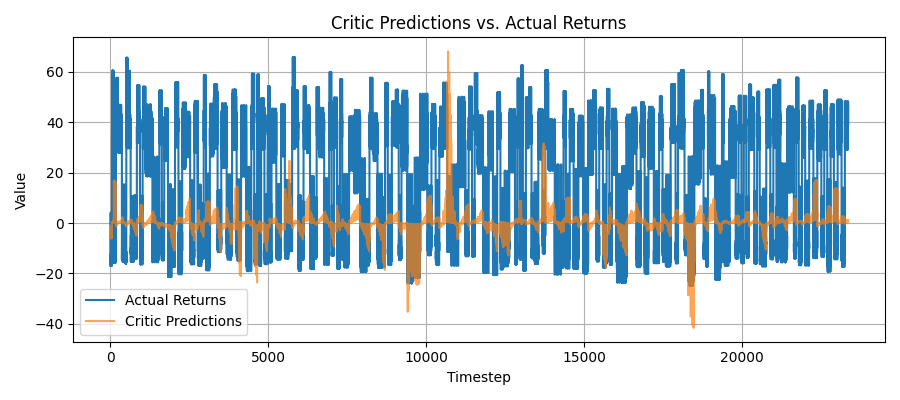 Critic Predictions vs. Actual Returns
Value
60
40
20
0
−20
−40
Actual Returns
Critic Predictions
0 5000 10000 15000 20000
Timestep